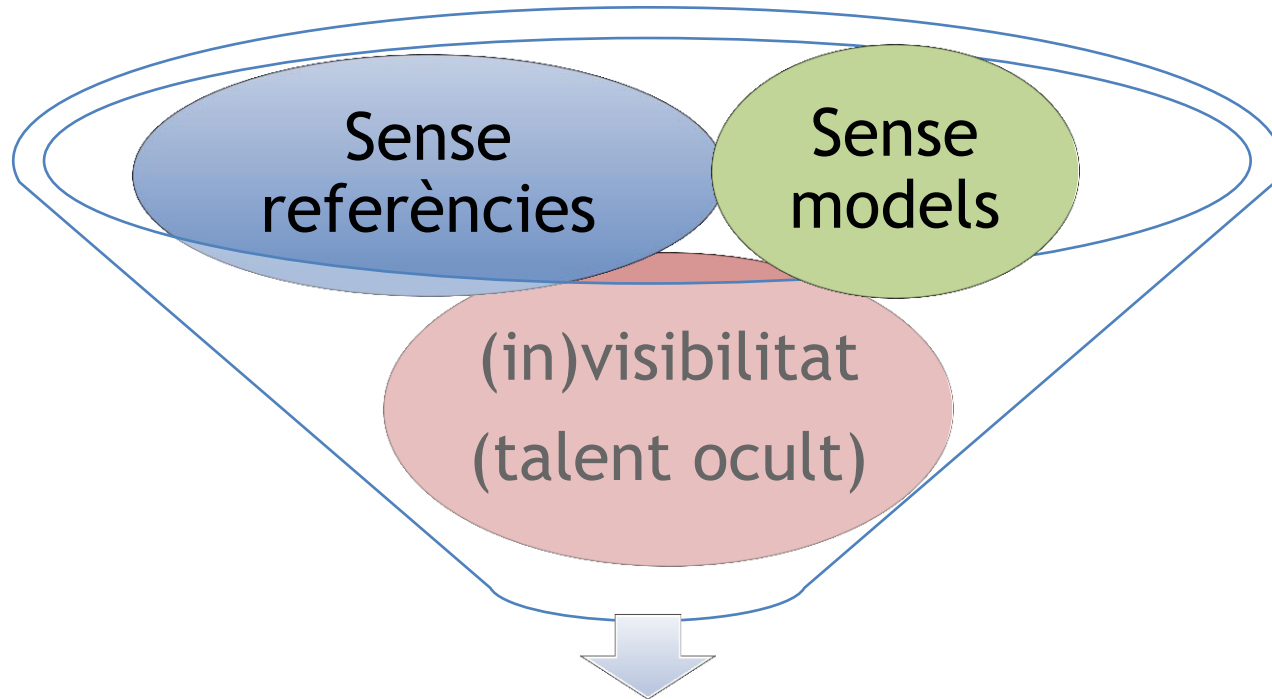 Sense
referències
Sense
models
(in)visibilitat
(talent ocult)